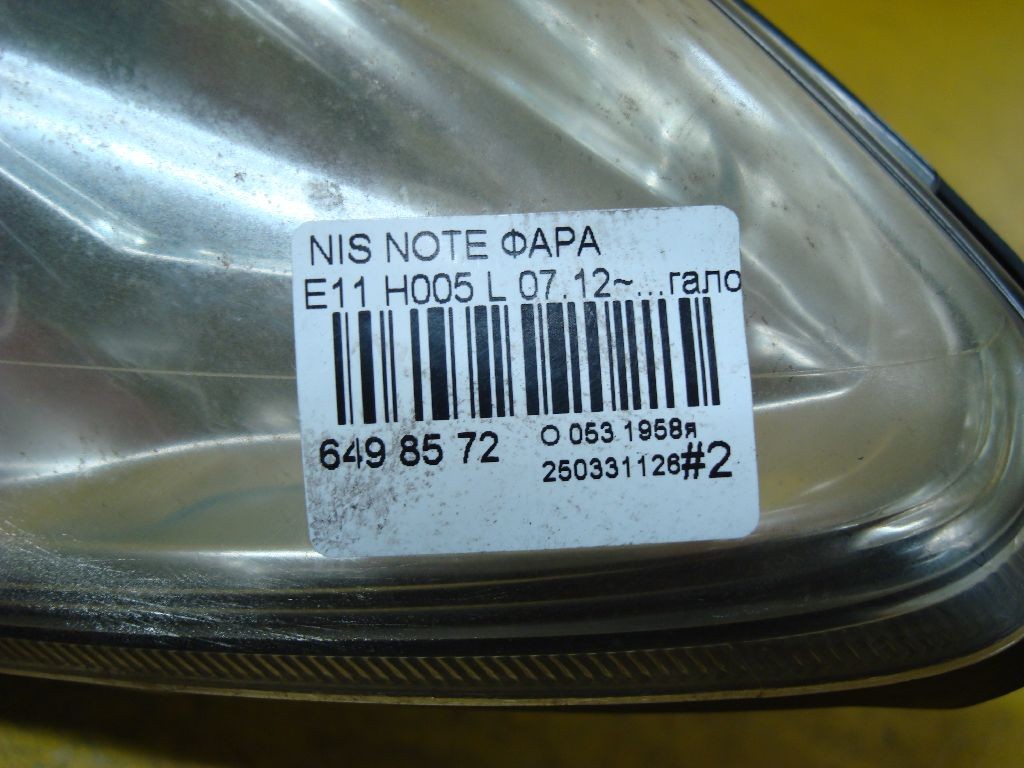 NIS NOTE ФАРА
E11 H005 L 07.12~...гало
649 85 72
О 053 1958я
250331126 #2